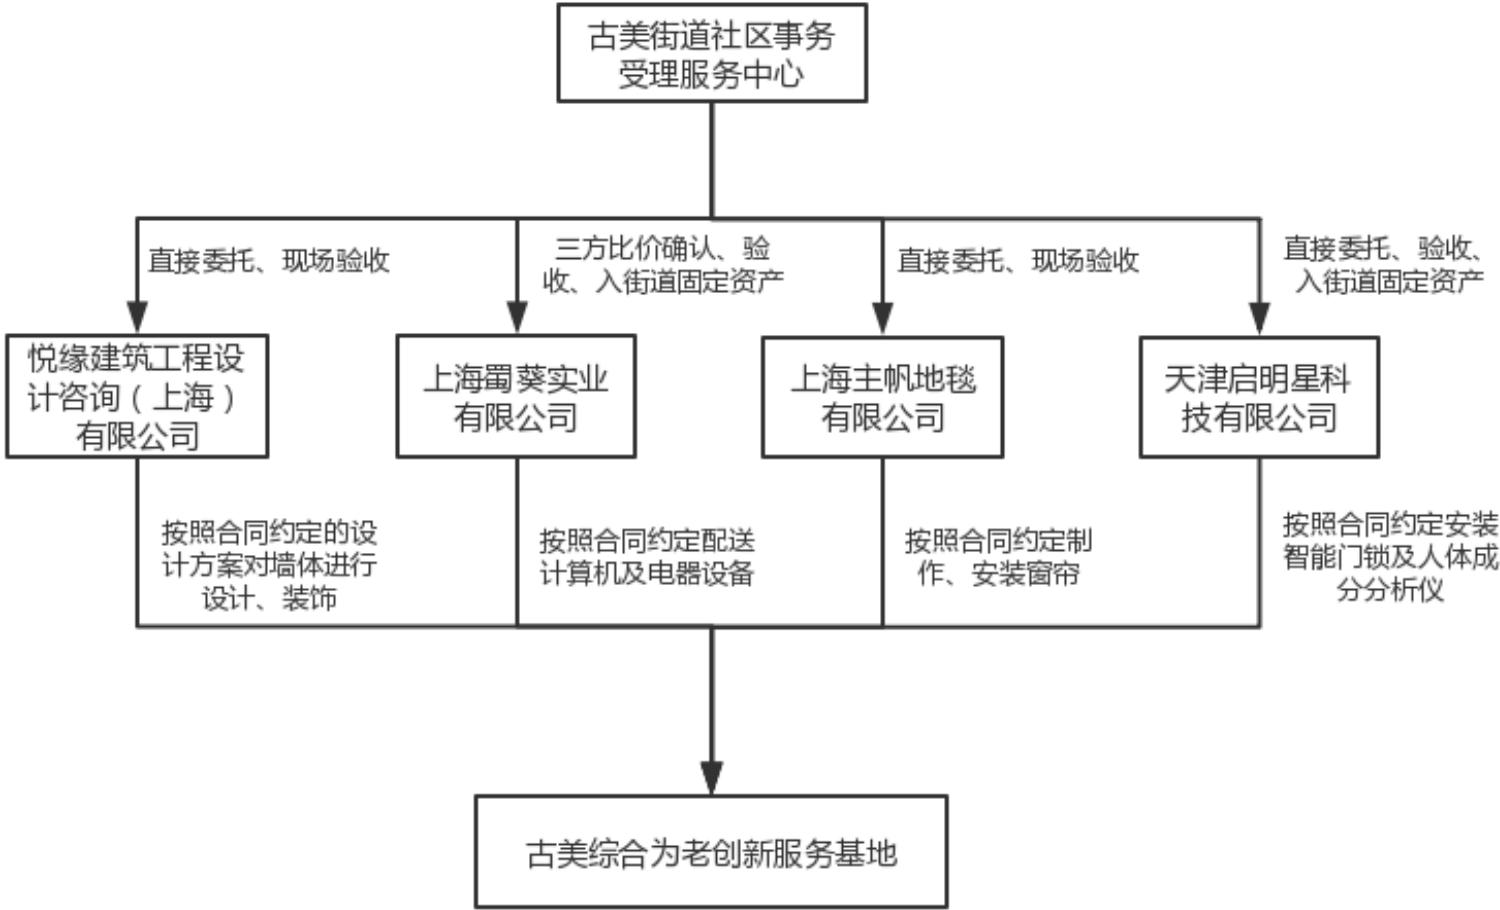 古美街道社区事务
受理服务中心
直接委托、现场验收
三方比价确认、验
收、入街道固定资产
直接委托、现场验收
直接委托、验收、
入街道固定资产
悦缘建筑工程设
计咨询（上海）
有限公司
上海蜀葵实业
有限公司
上海主帆地毯
有限公司
天津启明星科
技有限公司
按照合同约定的设
计方案对墙体进行
设计、装饰
按照合同约定配送
计算机及电器设备
按照合同约定制
作、安装窗帘
按照合同约定安装
智能门锁及人体成
分分析仪
古美综合为老创新服务基地